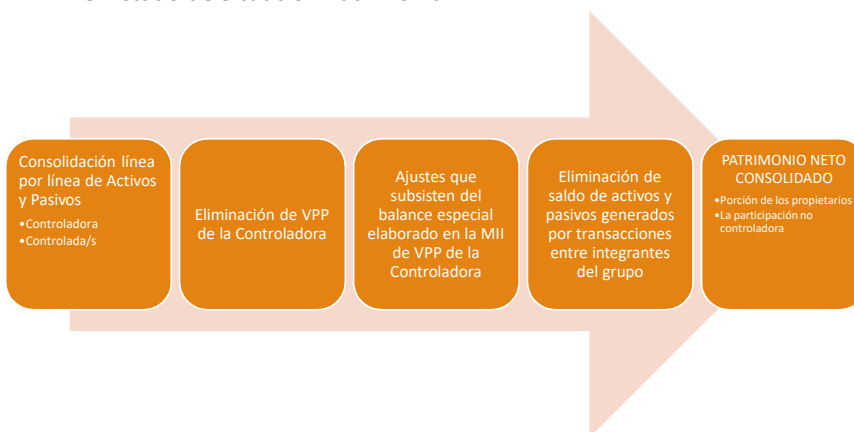 Consolidación línea
por línea de Activos
y Pasivos
•Controladora
•Controlada/s
Eliminación de VPP
de la Controladora
Ajustes que
subsisten del
balance especial
elaborado en la MII
de VPP de la
Controladora
Eliminación de
saldo de activos y
pasivos generados
por transacciones
entre integrantes
del grupo
PATRIMONIO NETO
CONSOLIDADO
•Porción de los propietarios
•La participación no
controladora